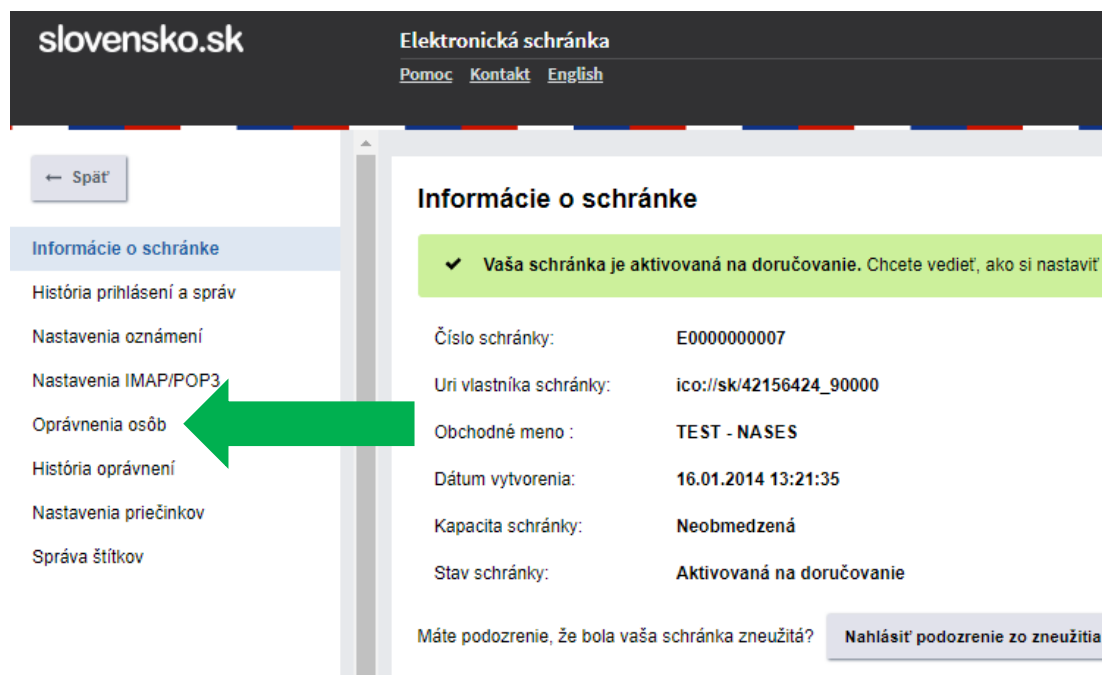 slovensko.sk
Elektronická schránka
Pomoc Kontakt English
← Späť
Informácie o schránke
História prihlásení a správ
Nastavenia oznámení
Nastavenia IMAP/POP3
Oprávnenia osôb
História oprávnení
Nastavenia priečinkov
Správa štítkov
Informácie o schránke
✔ Vaša schránka je aktivovaná na doručovanie. Chcete vedieť, ako si nastaviť
Číslo schránky: E0000000007
Uri vlastníka schránky: ico://sk/42156424_90000
Obchodné meno : TEST - NASES
Dátum vytvorenia: 16.01.2014 13:21:35
Kapacita schránky: Neobmedzená
Stav schránky: Aktivovaná na doručovanie
Máte podozrenie, že bola vaša schránka zneužitá? Nahlásiť podozrenie zo zneužitia